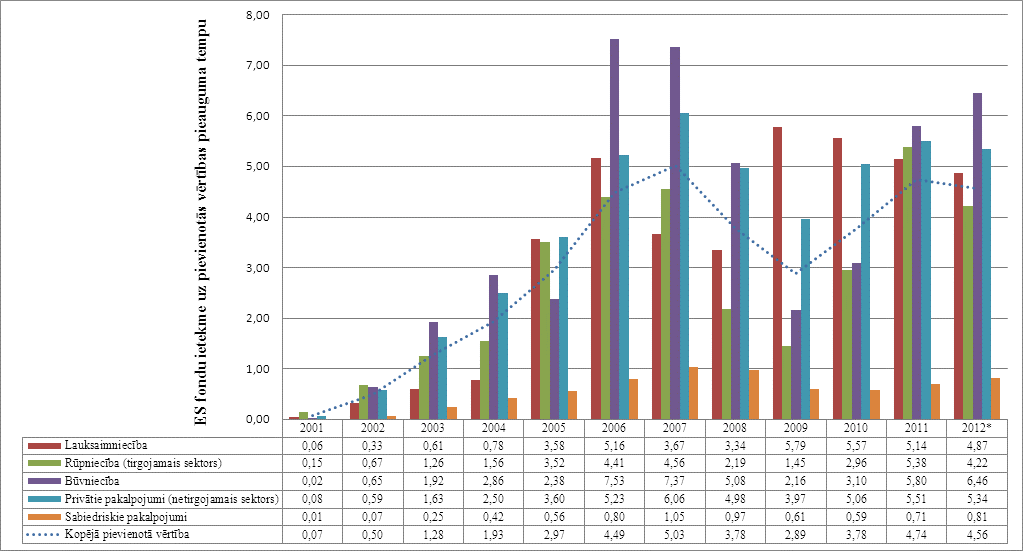 ES fondu ietekme uz pievienotās vērtības pieauguma tempu
8,00
7,00
6,00
5,00
4,00
3,00
2,00
1,00
0,00
2001 2002 2003 2004 2005 2006 2007 2008 2009 2010 2011 2012*
Lauksaimniecība 0,06 0,33 0,61 0,78 3,58 5,16 3,67 3,34 5,79 5,57 5,14 4,87
Rūpniecība (tirgojamais sektors) 0,15 0,67 1,26 1,56 3,52 4,41 4,56 2,19 1,45 2,96 5,38 4,22
Būvniecība 0,02 0,65 1,92 2,86 2,38 7,53 7,37 5,08 2,16 3,10 5,80 6,46
Privātie pakalpojumi (netirgojamais sektors) 0,08 0,59 1,63 2,50 3,60 5,23 6,06 4,98 3,97 5,06 5,51 5,34
Sabiedriskie pakalpojumi 0,01 0,07 0,25 0,42 0,56 0,80 1,05 0,97 0,61 0,59 0,71 0,81
Kopējā pievienotā vērtība 0,07 0,50 1,28 1,93 2,97 4,49 5,03 3,78 2,89 3,78 4,74 4,56